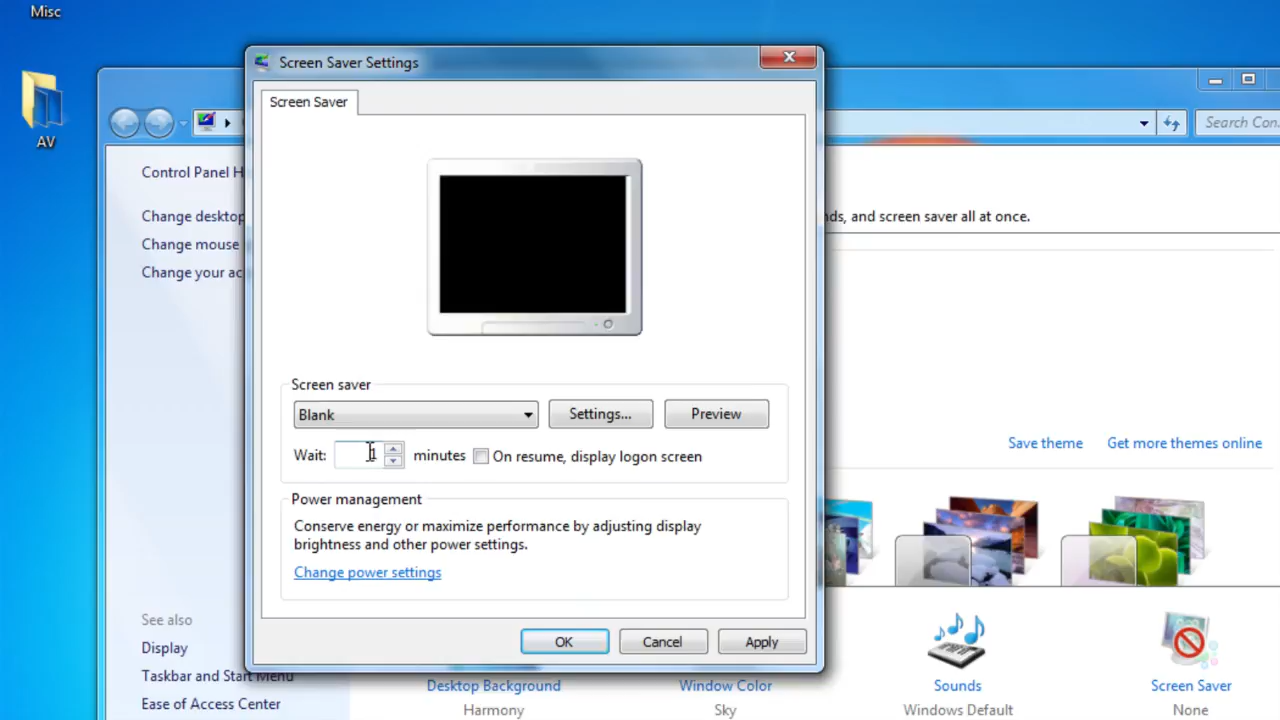 Misc
AV
Screen Saver Settings
Screen Saver
Search Con...
Control Panel H
Change desktop
Change mouse
Change your ac
nds, and screen saver all at once.
Screen saver
Blank
Settings...
Preview
Wait:
1
minutes
On resume, display logon screen
Power management
Conserve energy or maximize performance by adjusting display
brightness and other power settings.
Change power settings
OK
Cancel
Apply
Save theme
Get more themes online
See also
Display
Taskbar and Start Menu
Ease of Access Center
Desktop Background
Harmony
Window Color
Sky
Sounds
Windows Default
Screen Saver
None